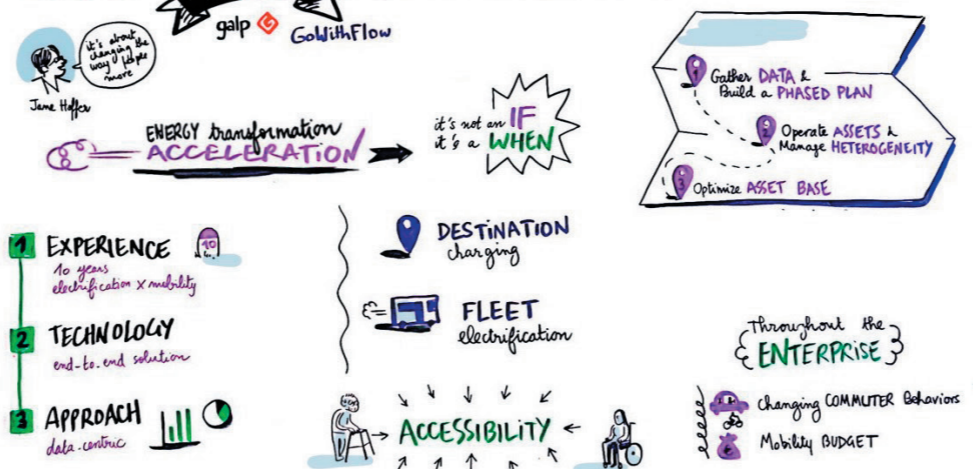 galp GoWithFlow
it's about
changing the
way people
move
Jane Hoffer
ENERGY transformation
ACCELERATION
it's not an IF
it's a WHEN
1 Gather DATA &
Build a PHASED PLAN
2 Operate ASSETS &
Manage HETEROGENEITY
3 Optimize ASSET BASE
1 EXPERIENCE
10
10 years
electrification x mobility
2 TECHNOLOGY
end-to-end solution
3 APPROACH
data-centric
DESTINATION
charging
FLEET
electrification
ACCESSIBILITY
Throughout the
ENTERPRISE
Changing COMMUTER Behaviors
Mobility BUDGET